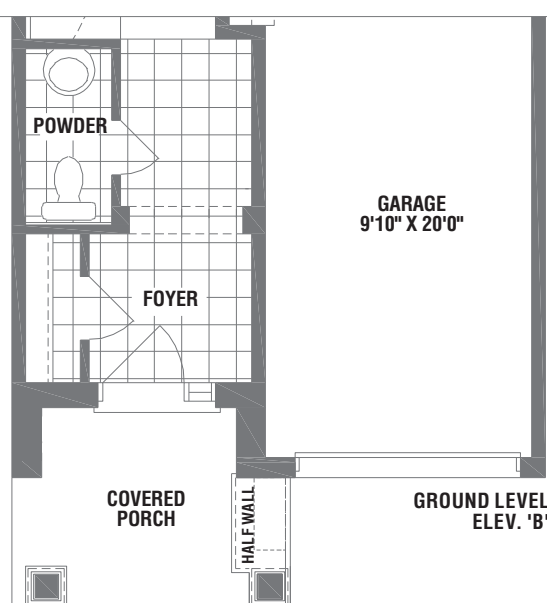 POWDER
GARAGE
9'10" X 20'0"
FOYER
COVERED
PORCH
HALF WALL
GROUND LEVEL
ELEV. 'B'